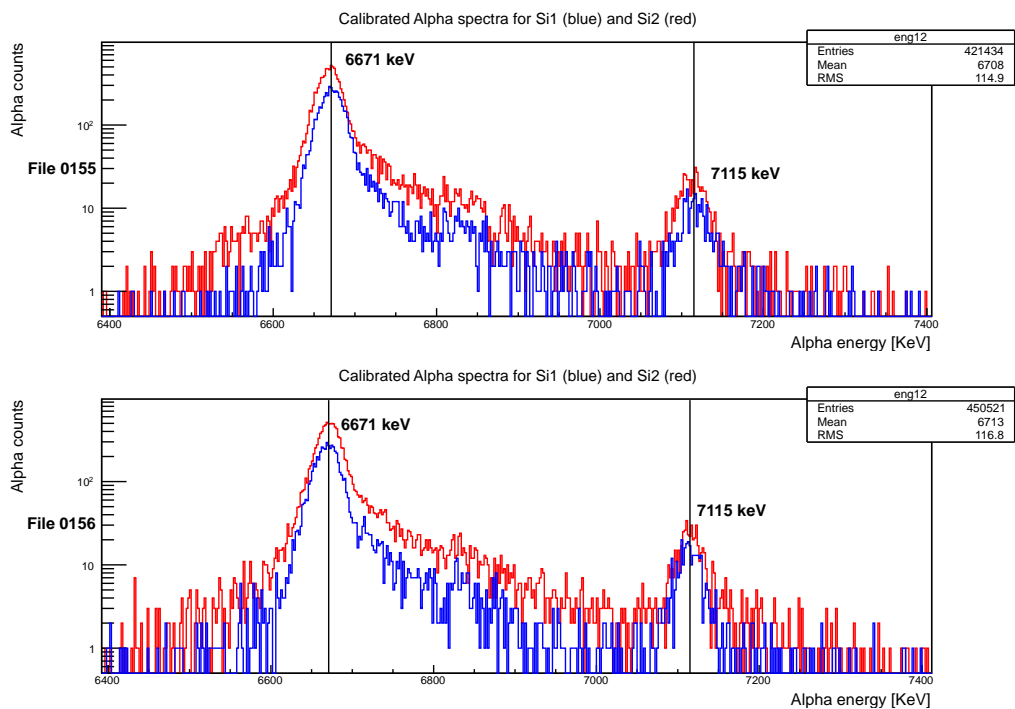 Calibrated Alpha spectra for Si1 (blue) and Si2 (red)
eng12
Entries 421434
Mean 6708
RMS 114.9
Alpha counts
6671 keV
7115 keV
File 0155
10²
10
1
6400 6600 6800 7000 7200 7400
Alpha energy [KeV]
Calibrated Alpha spectra for Si1 (blue) and Si2 (red)
eng12
Entries 450521
Mean 6713
RMS 116.8
Alpha counts
6671 keV
7115 keV
File 0156
10²
10
1
6400 6600 6800 7000 7200 7400
Alpha energy [KeV]